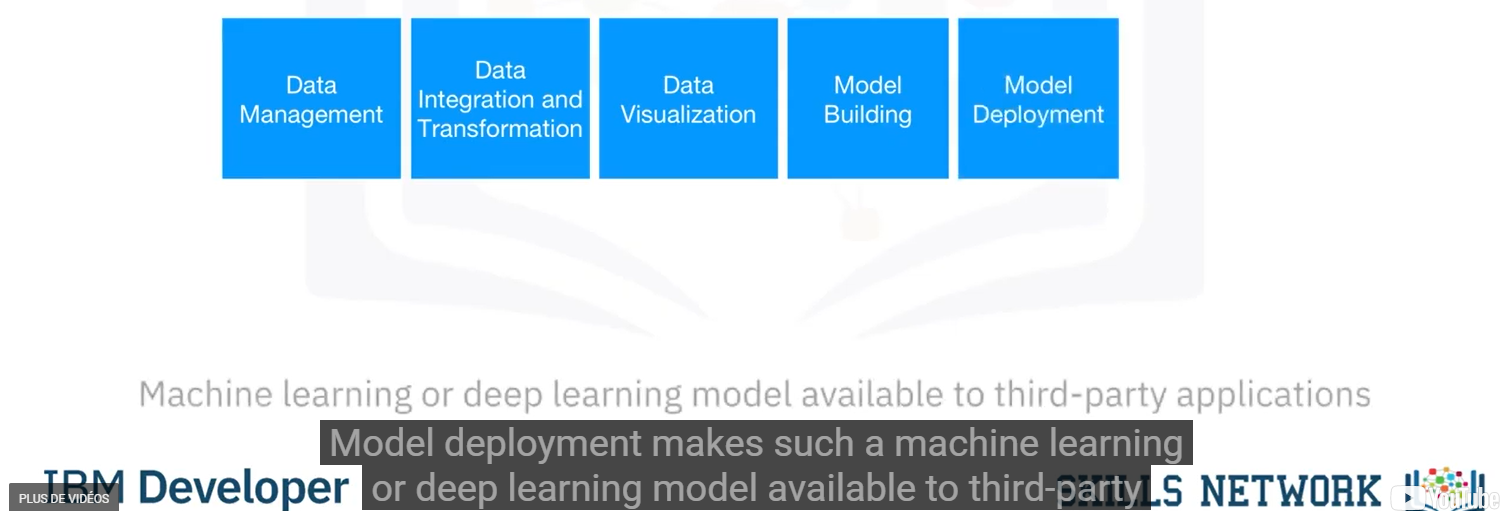 Data
Management
Data
Integration and
Transformation
Data
Visualization
Model
Building
Model
Deployment
Machine learning or deep learning model available to third-party applications
Model deployment makes such a machine learning
or deep learning model available to third-party
IBM Developer
PLUS DE VIDÉOS
SKILLS NETWORK
YouTube